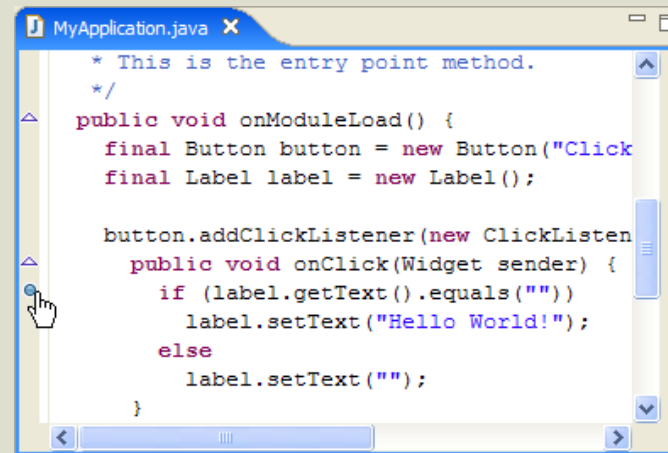 MyApplication.java
* This is the entry point method.
*/
public void onModuleLoad() {
final Button button = new Button("Click
final Label label = new Label();
button.addClickListener(new ClickListen
public void onClick(Widget sender) {
if (label.getText().equals(""))
label.setText("Hello World!");
else
label.setText("");
}